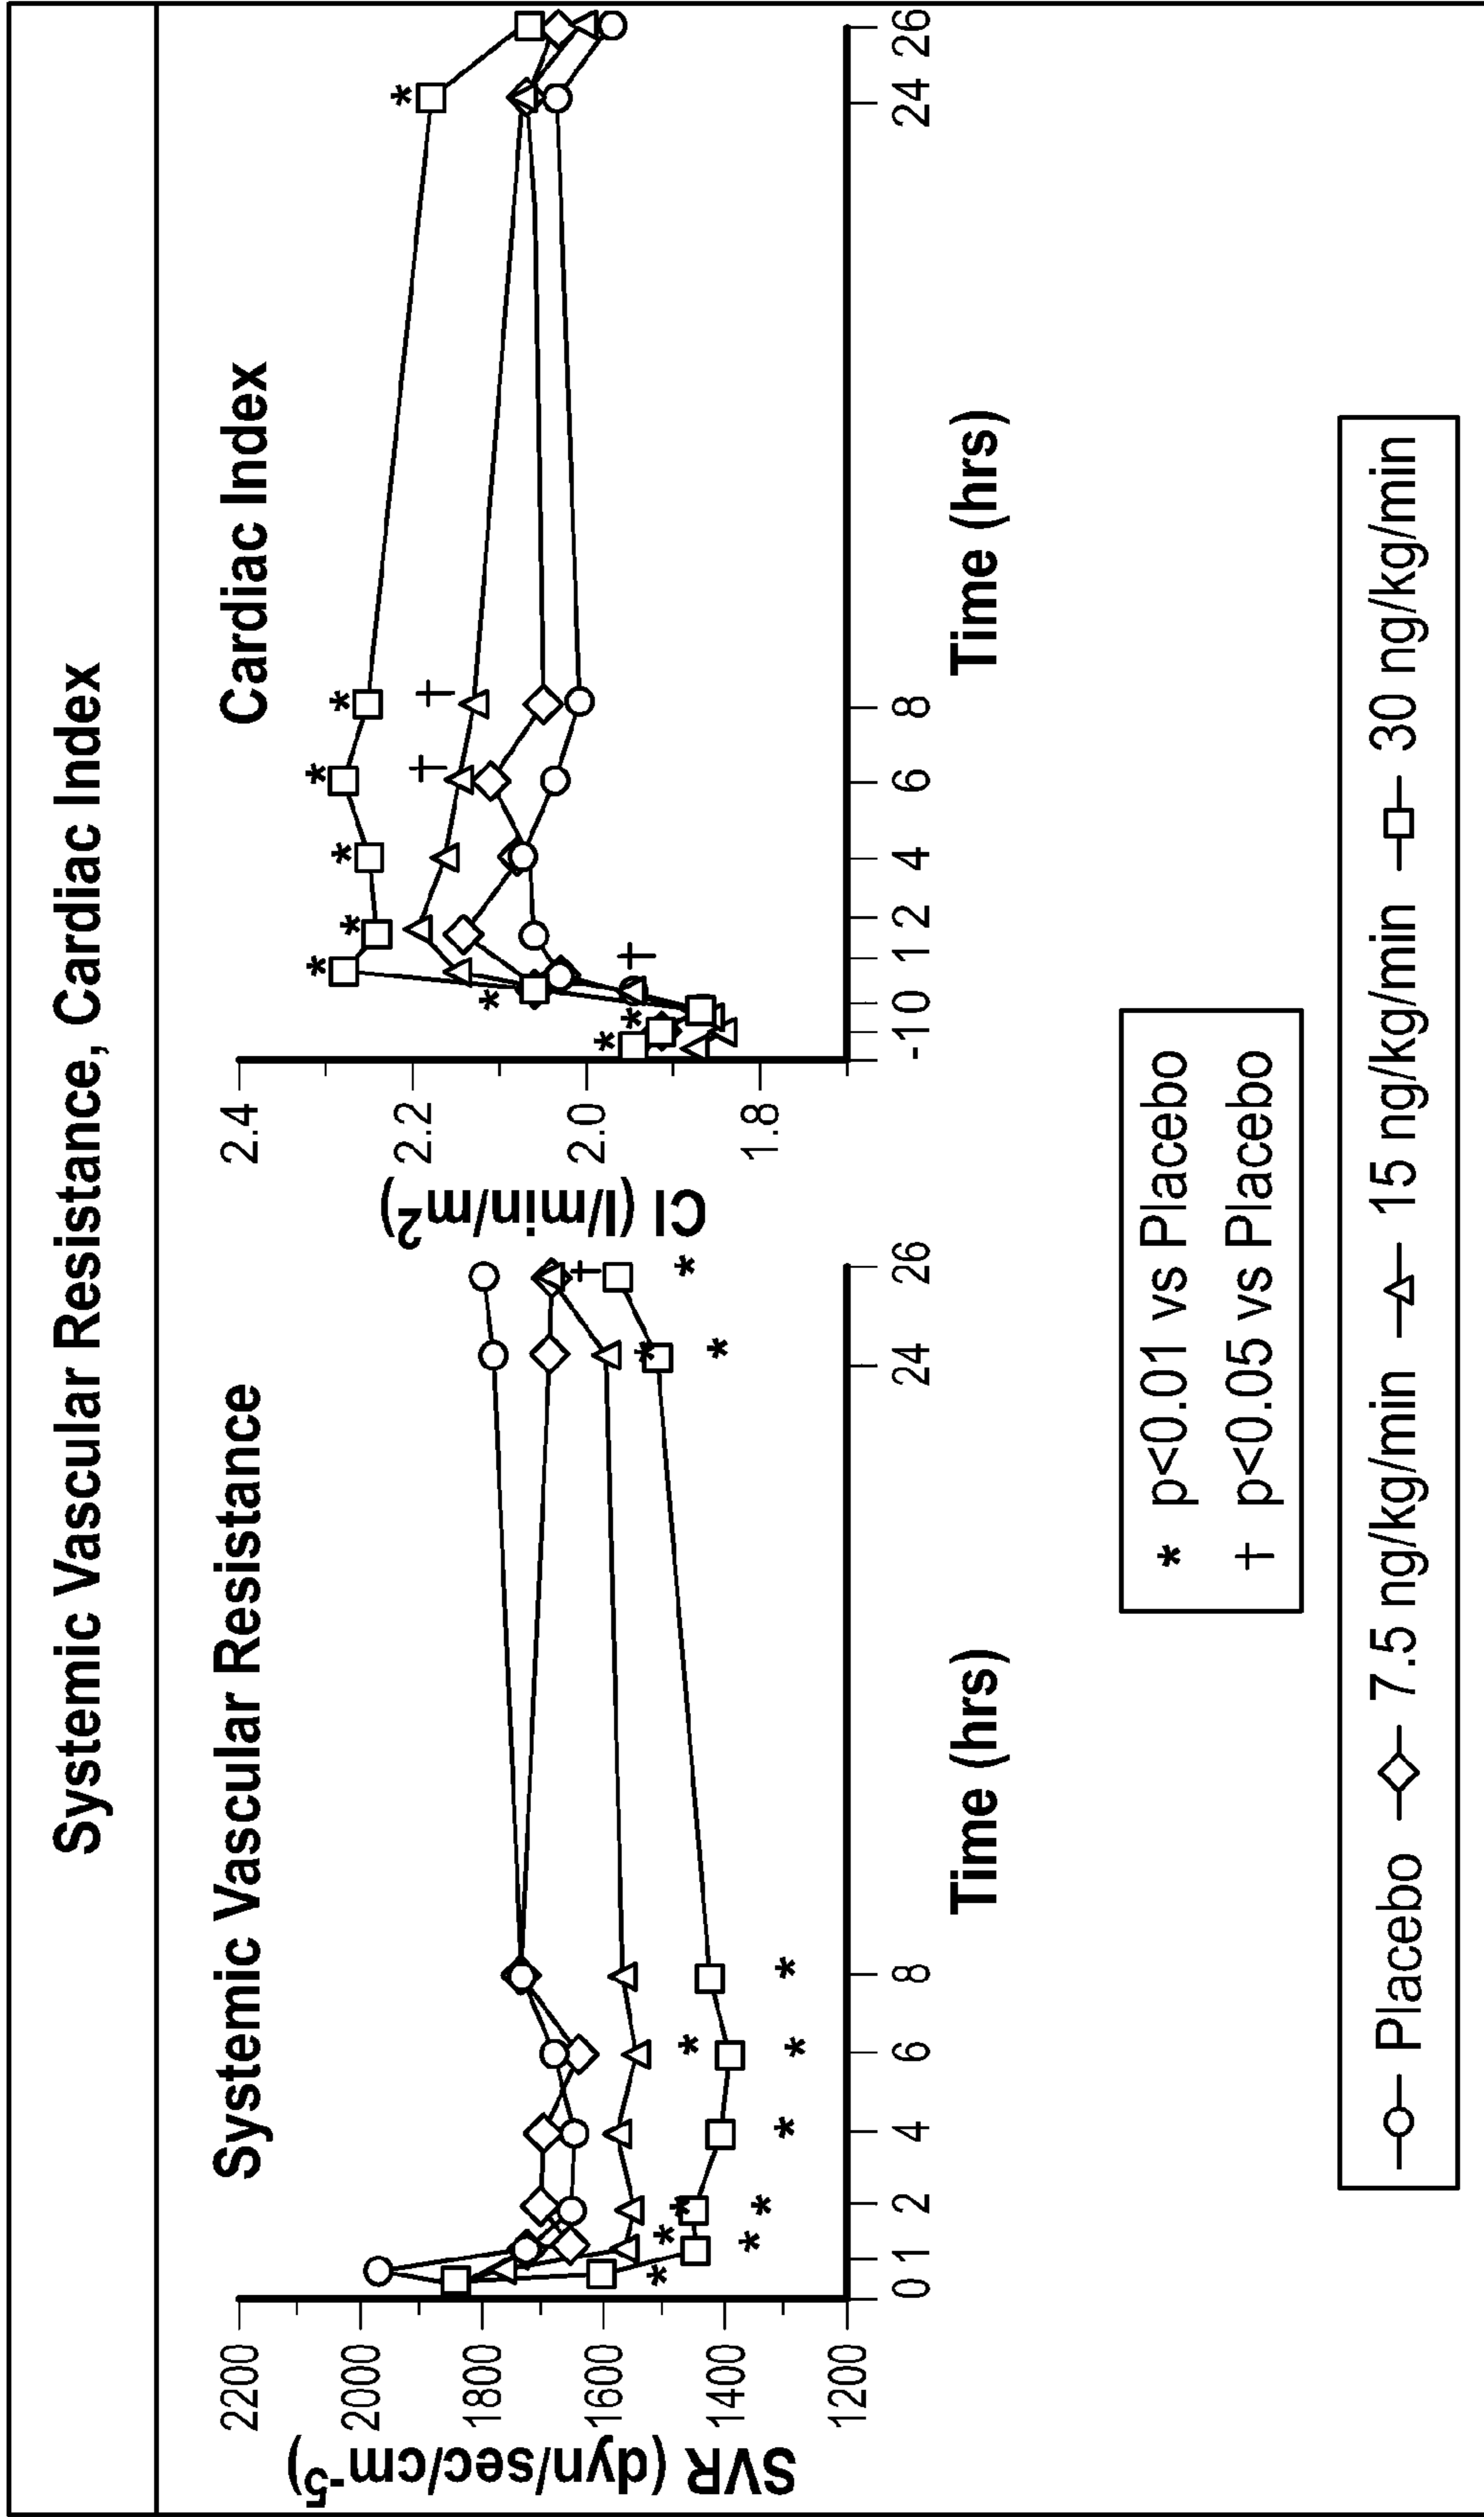 Systemic Vascular Resistance, Cardiac Index
Systemic Vascular Resistance
SVR (dyn/sec/cm-5)
2200
2000
1800
1600
1400
1200
0 1 2 4 6 8 24 26
Time (hrs)
Cardiac Index
CI (l/min/m2)
2.4
2.2
2.0
1.8
-10 1 2 4 6 8 24 26
Time (hrs)
* p<0.01 vs Placebo
† p<0.05 vs Placebo
Placebo 7.5 ng/kg/min 15 ng/kg/min 30 ng/kg/min